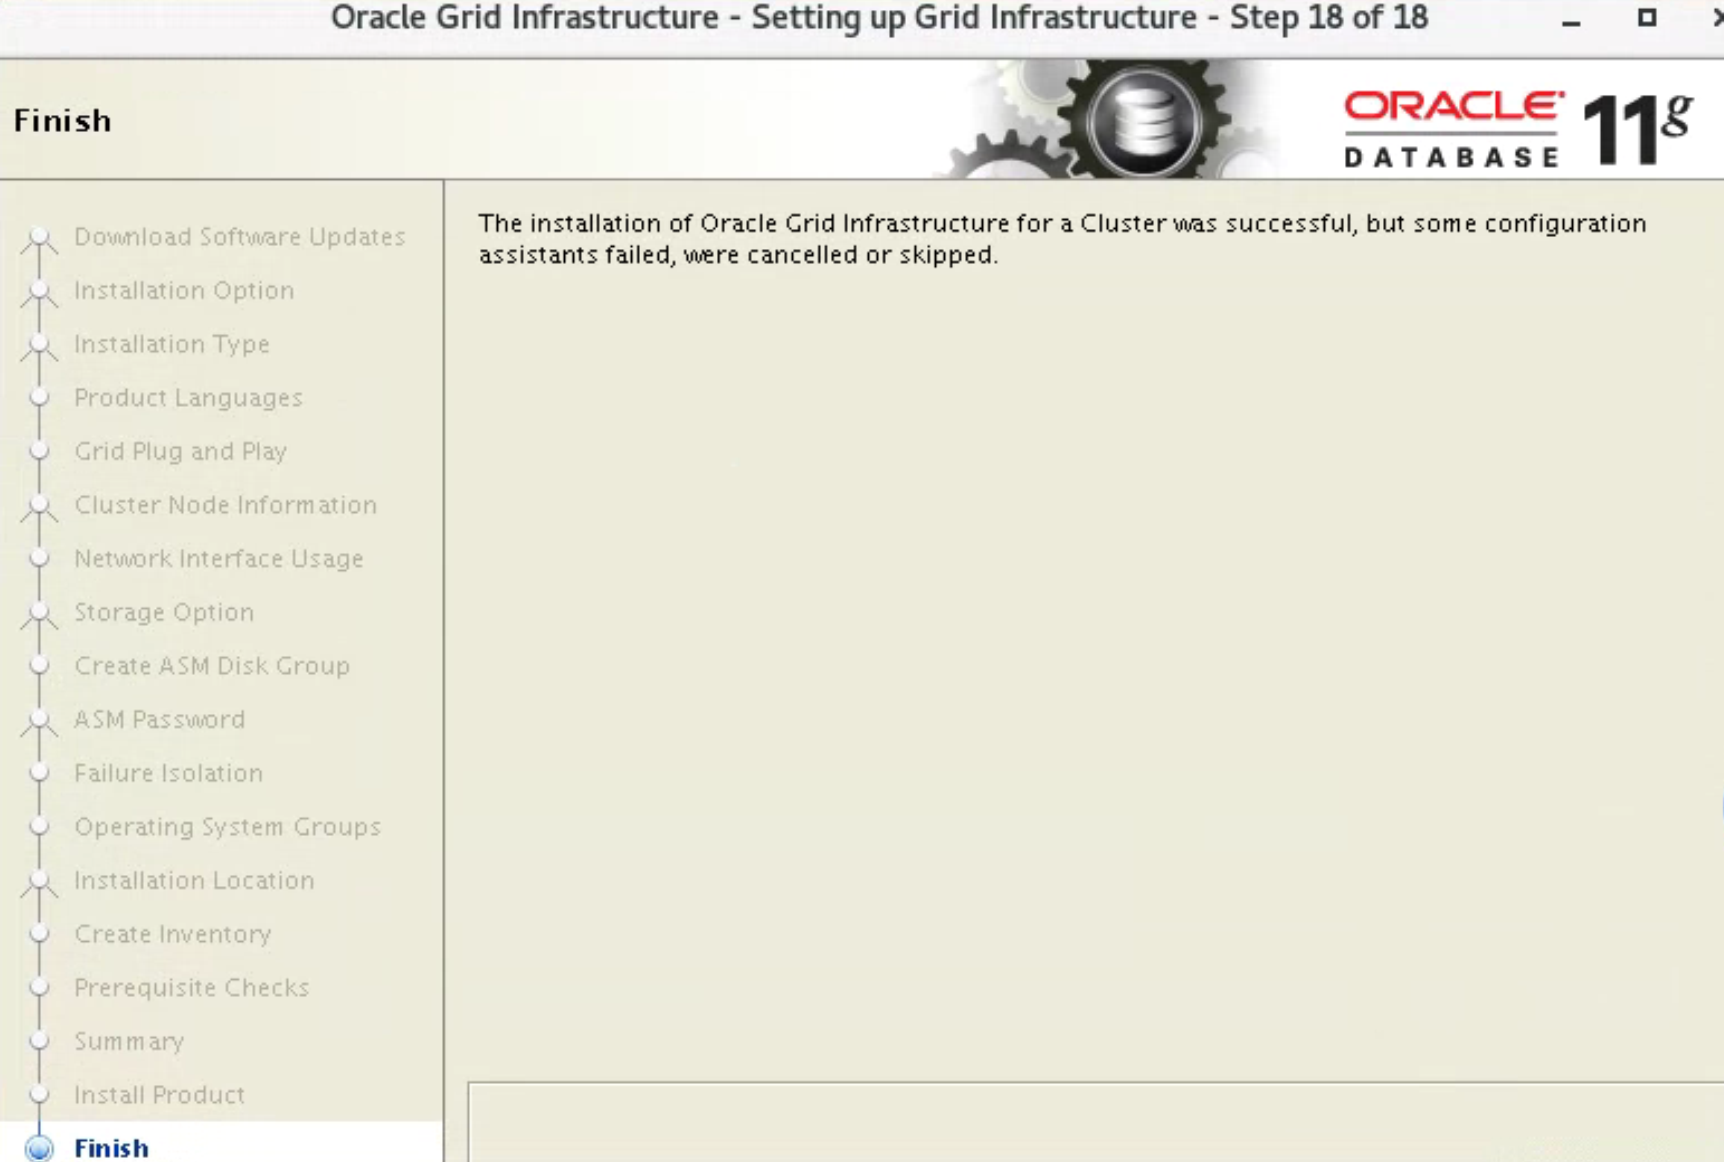 Oracle Grid Infrastructure - Setting up Grid Infrastructure - Step 18 of 18
Finish
ORACLE
DATABASE
11g
Download Software Updates
Installation Option
Installation Type
Product Languages
Grid Plug and Play
Cluster Node Information
Network Interface Usage
Storage Option
Create ASM Disk Group
ASM Password
Failure Isolation
Operating System Groups
Installation Location
Create Inventory
Prerequisite Checks
Summary
Install Product
Finish
The installation of Oracle Grid Infrastructure for a Cluster was successful, but some configuration
assistants failed, were cancelled or skipped.